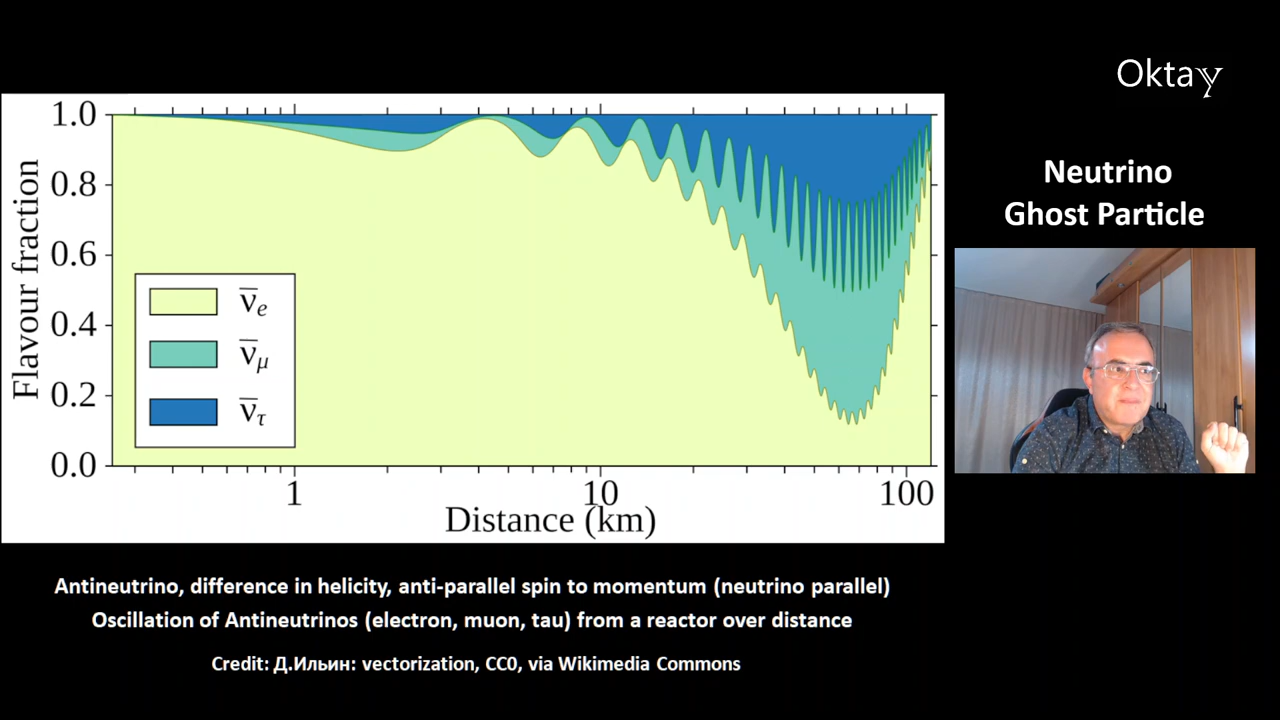 Oktay
Neutrino
Ghost Particle
1.0
0.8
0.6
0.4
0.2
0.0
Flavour fraction
ν̅e
ν̅μ
ν̅τ
1
10
100
Distance (km)
Antineutrino, difference in helicity, anti-parallel spin to momentum (neutrino parallel)
Oscillation of Antineutrinos (electron, muon, tau) from a reactor over distance
Credit: Д.Ильин: vectorization, CC0, via Wikimedia Commons